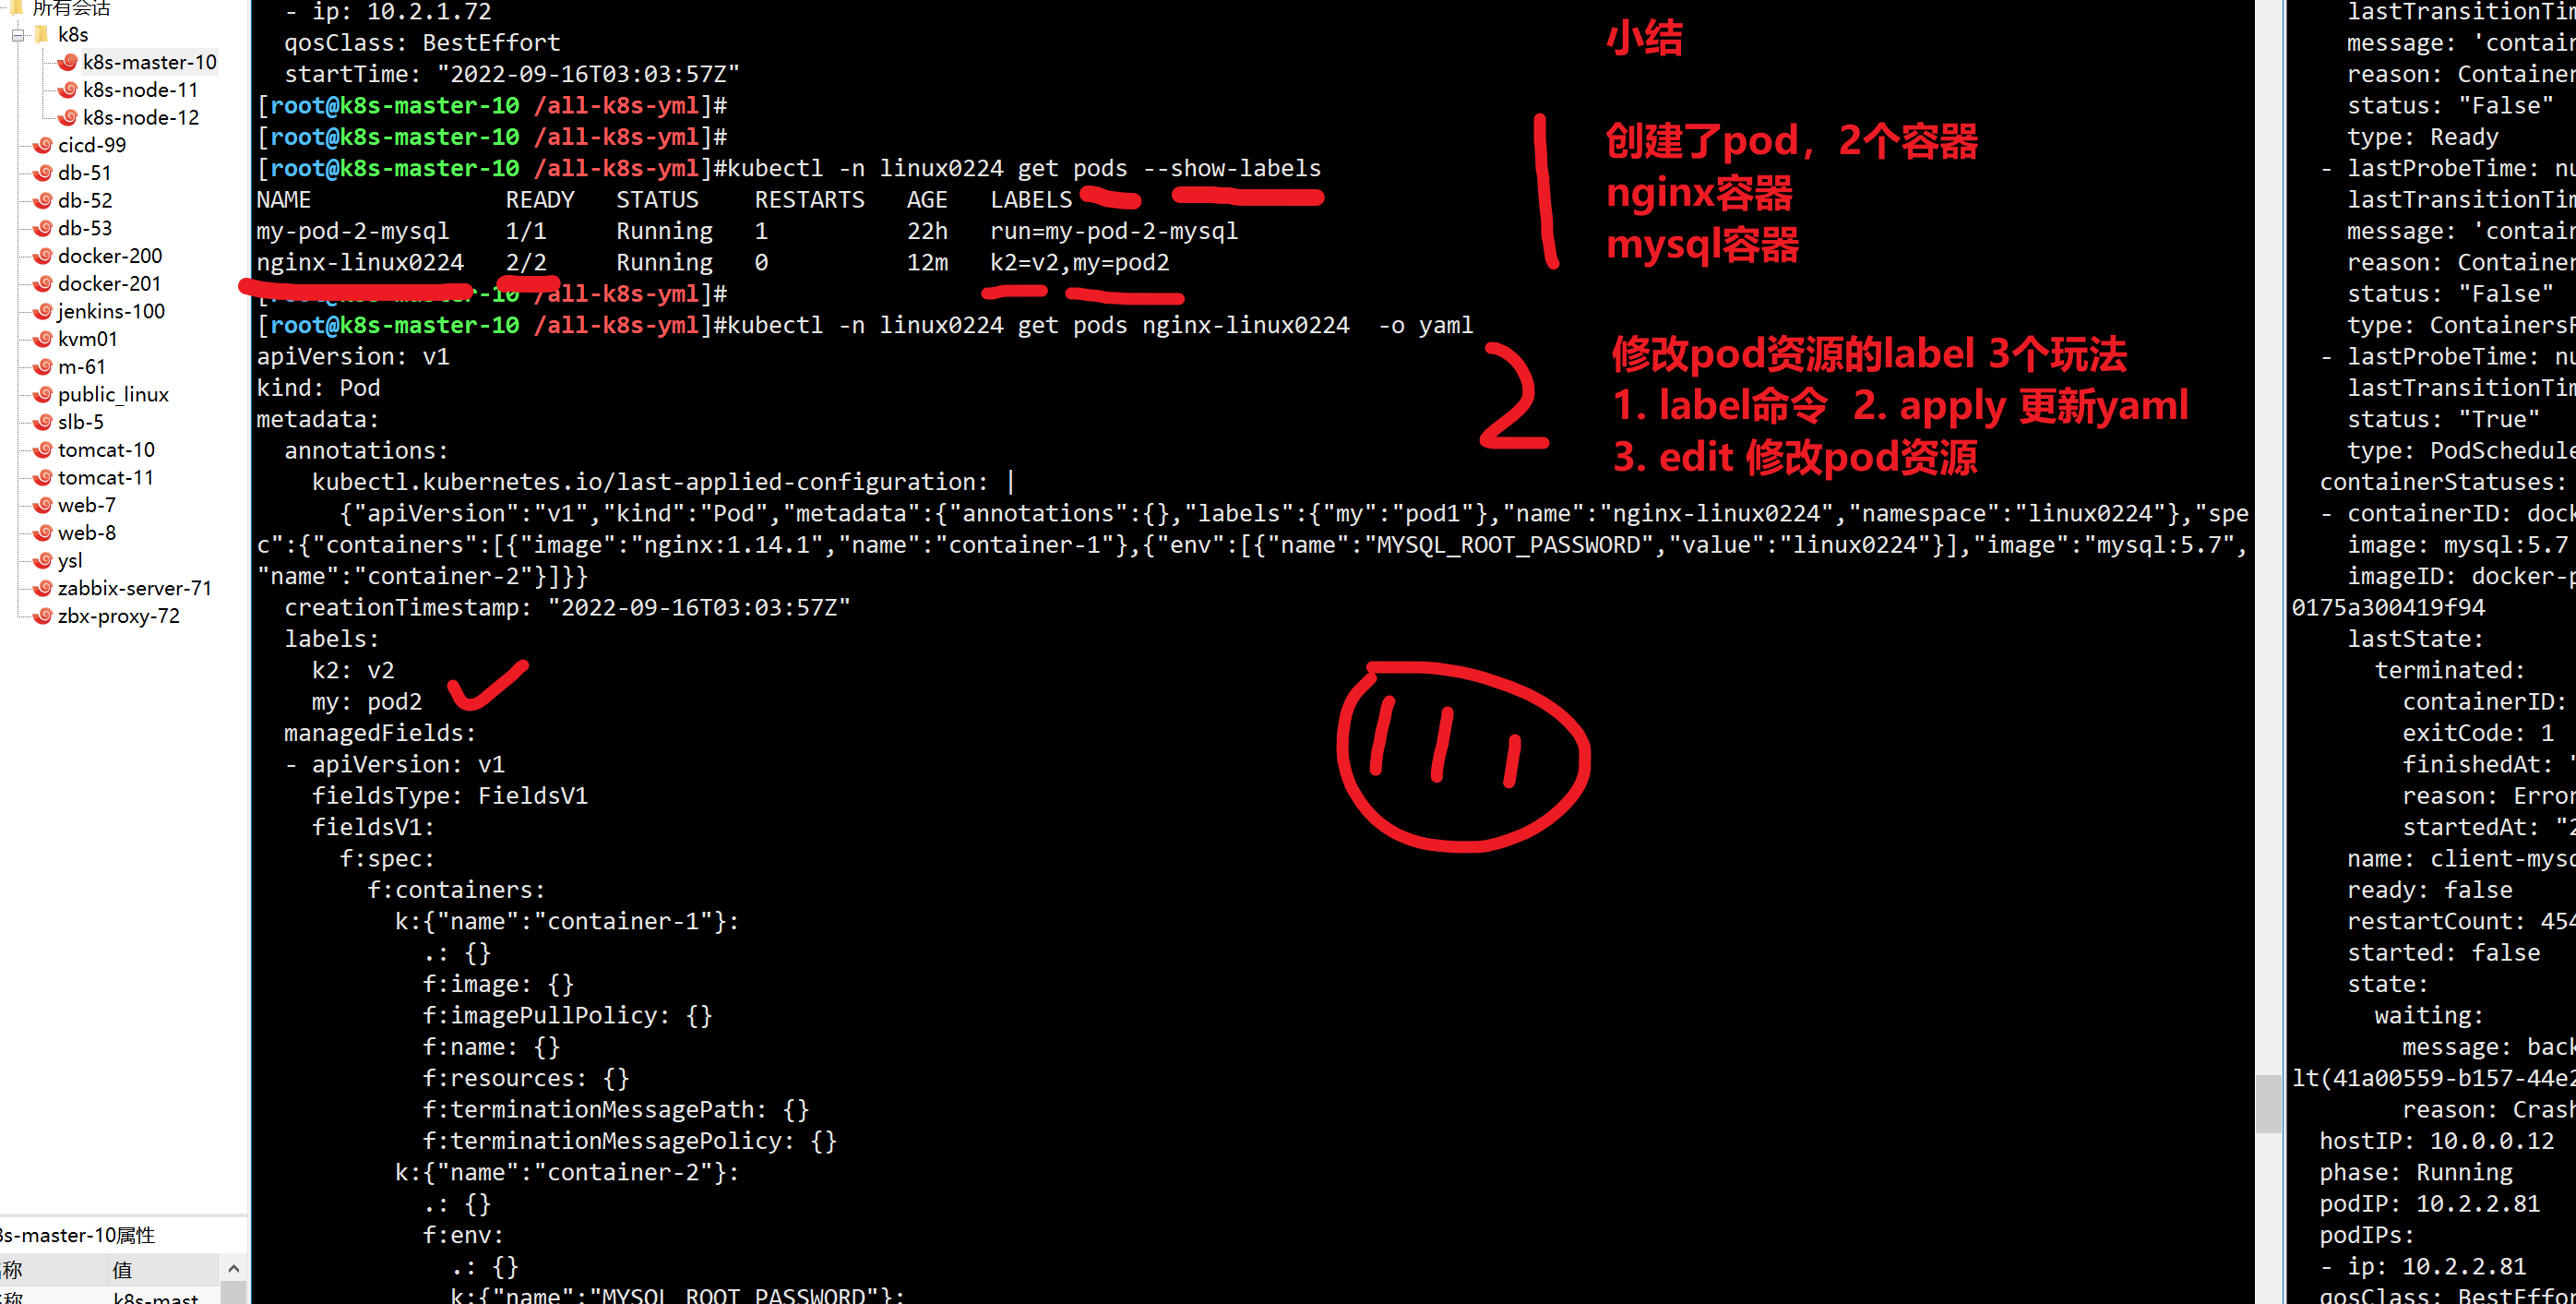 所有会话
k8s
k8s-master-10
k8s-node-11
k8s-node-12
cicd-99
db-51
db-52
db-53
docker-200
docker-201
jenkins-100
kvm01
m-61
public_linux
slb-5
tomcat-10
tomcat-11
web-7
web-8
ysl
zabbix-server-71
zbx-proxy-72
8s-master-10属性
称 值
称 k8s-mast
- ip: 10.2.1.72
qosClass: BestEffort
startTime: "2022-09-16T03:03:57Z"
[root@k8s-master-10 /all-k8s-yml]#
[root@k8s-master-10 /all-k8s-yml]#
[root@k8s-master-10 /all-k8s-yml]#kubectl -n linux0224 get pods --show-labels
NAME READY STATUS RESTARTS AGE LABELS
my-pod-2-mysql 1/1 Running 1 22h run=my-pod-2-mysql
nginx-linux0224 2/2 Running 0 12m k2=v2,my=pod2
[root@k8s-master-10 /all-k8s-yml]#
[root@k8s-master-10 /all-k8s-yml]#kubectl -n linux0224 get pods nginx-linux0224 -o yaml
apiVersion: v1
kind: Pod
metadata:
annotations:
kubectl.kubernetes.io/last-applied-configuration: |
{"apiVersion":"v1","kind":"Pod","metadata":{"annotations":{},"labels":{"my":"pod1"},"name":"nginx-linux0224","namespace":"linux0224"},"spe
c":{"containers":[{"image":"nginx:1.14.1","name":"container-1"},{"env":[{"name":"MYSQL_ROOT_PASSWORD","value":"linux0224"}],"image":"mysql:5.7",
"name":"container-2"}]}}
creationTimestamp: "2022-09-16T03:03:57Z"
labels:
k2: v2
my: pod2
managedFields:
- apiVersion: v1
fieldsType: FieldsV1
fieldsV1:
f:spec:
f:containers:
k:{"name":"container-1"}:
.: {}
f:image: {}
f:imagePullPolicy: {}
f:name: {}
f:resources: {}
f:terminationMessagePath: {}
f:terminationMessagePolicy: {}
k:{"name":"container-2"}:
.: {}
f:env:
.: {}
k:{"name":"MYSQL_ROOT_PASSWORD"}:
小结
创建了pod，2个容器
nginx容器
mysql容器
2
修改pod资源的label 3个玩法
1. label命令 2. apply 更新yaml
3. edit 修改pod资源
lastTransitionTim
message: 'contain
reason: Container
status: "False"
type: Ready
- lastProbeTime: nu
lastTransitionTim
message: 'contain
reason: Container
status: "False"
type: ContainersR
- lastProbeTime: nu
lastTransitionTim
status: "True"
type: PodSchedule
containerStatuses:
- containerID: dock
image: mysql:5.7
imageID: docker-p
0175a300419f94
lastState:
terminated:
containerID:
exitCode: 1
finishedAt: "
reason: Error
startedAt: "2
name: client-mysq
ready: false
restartCount: 454
started: false
state:
waiting:
message: back
lt(41a00559-b157-44e2
reason: Crash
hostIP: 10.0.0.12
phase: Running
podIP: 10.2.2.81
podIPs:
- ip: 10.2.2.81
qosClass: BestEffor